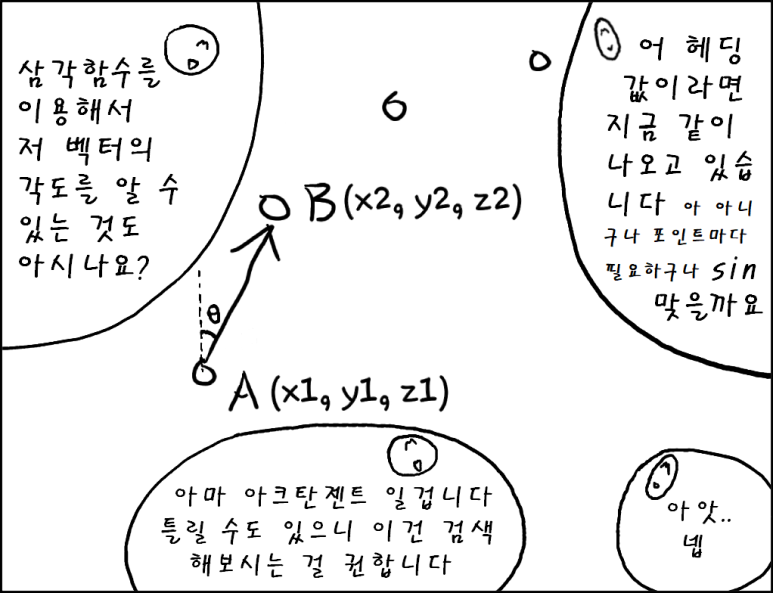 삼각함수를
이용해서
저 벡터의
각도를 알 수
있는 것도
아시나요?
어 헤딩
값이라면
지금 같이
나오고 있습
니다 아 아니
구나 포인트마다
필요하구나 sin
맞을까요
B(x2, y2, z2)
θ
A(x1, y1, z1)
아마 아크탄젠트 일겁니다
틀릴 수도 있으니 이건 검색
해보시는 걸 권합니다
아 앗..
넵